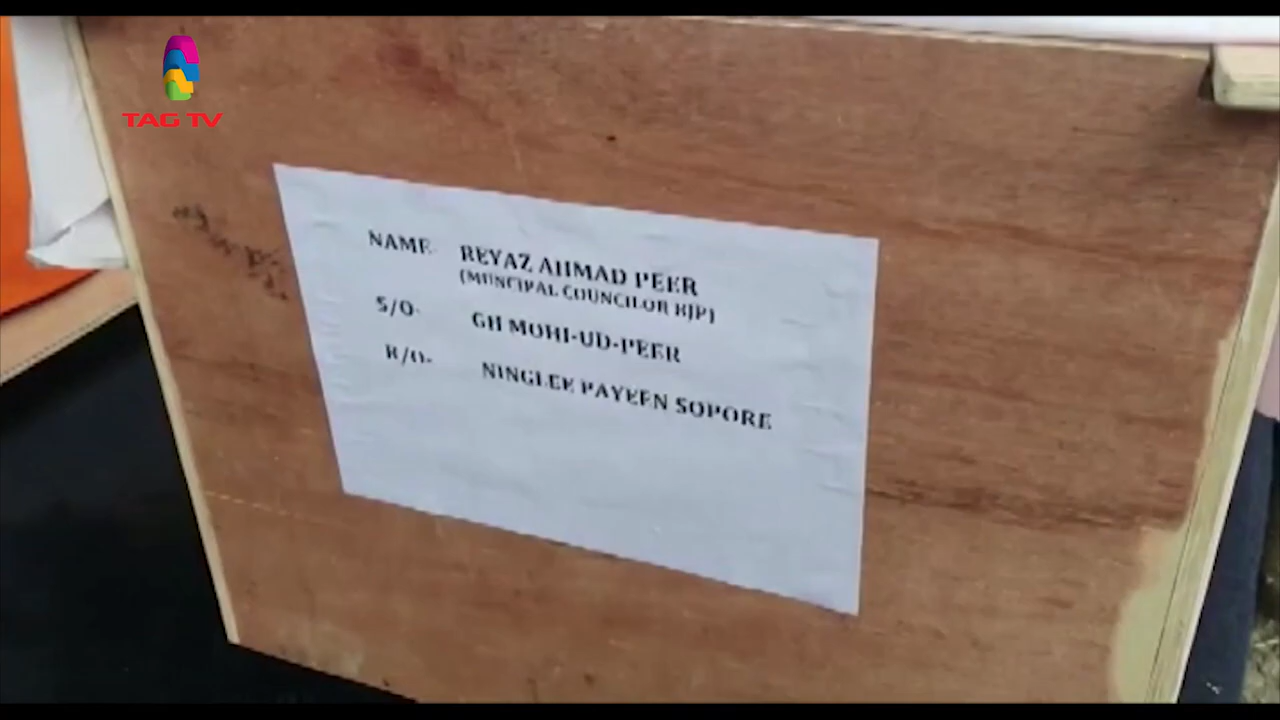 TAG TV
NAME- REYAZ AHMAD PEER
(MUNCIPAL COUNCILOR BJP)
S/O- GH MOHI-UD-PEER
R/O- NINGLEE PAYEEN SOPORE